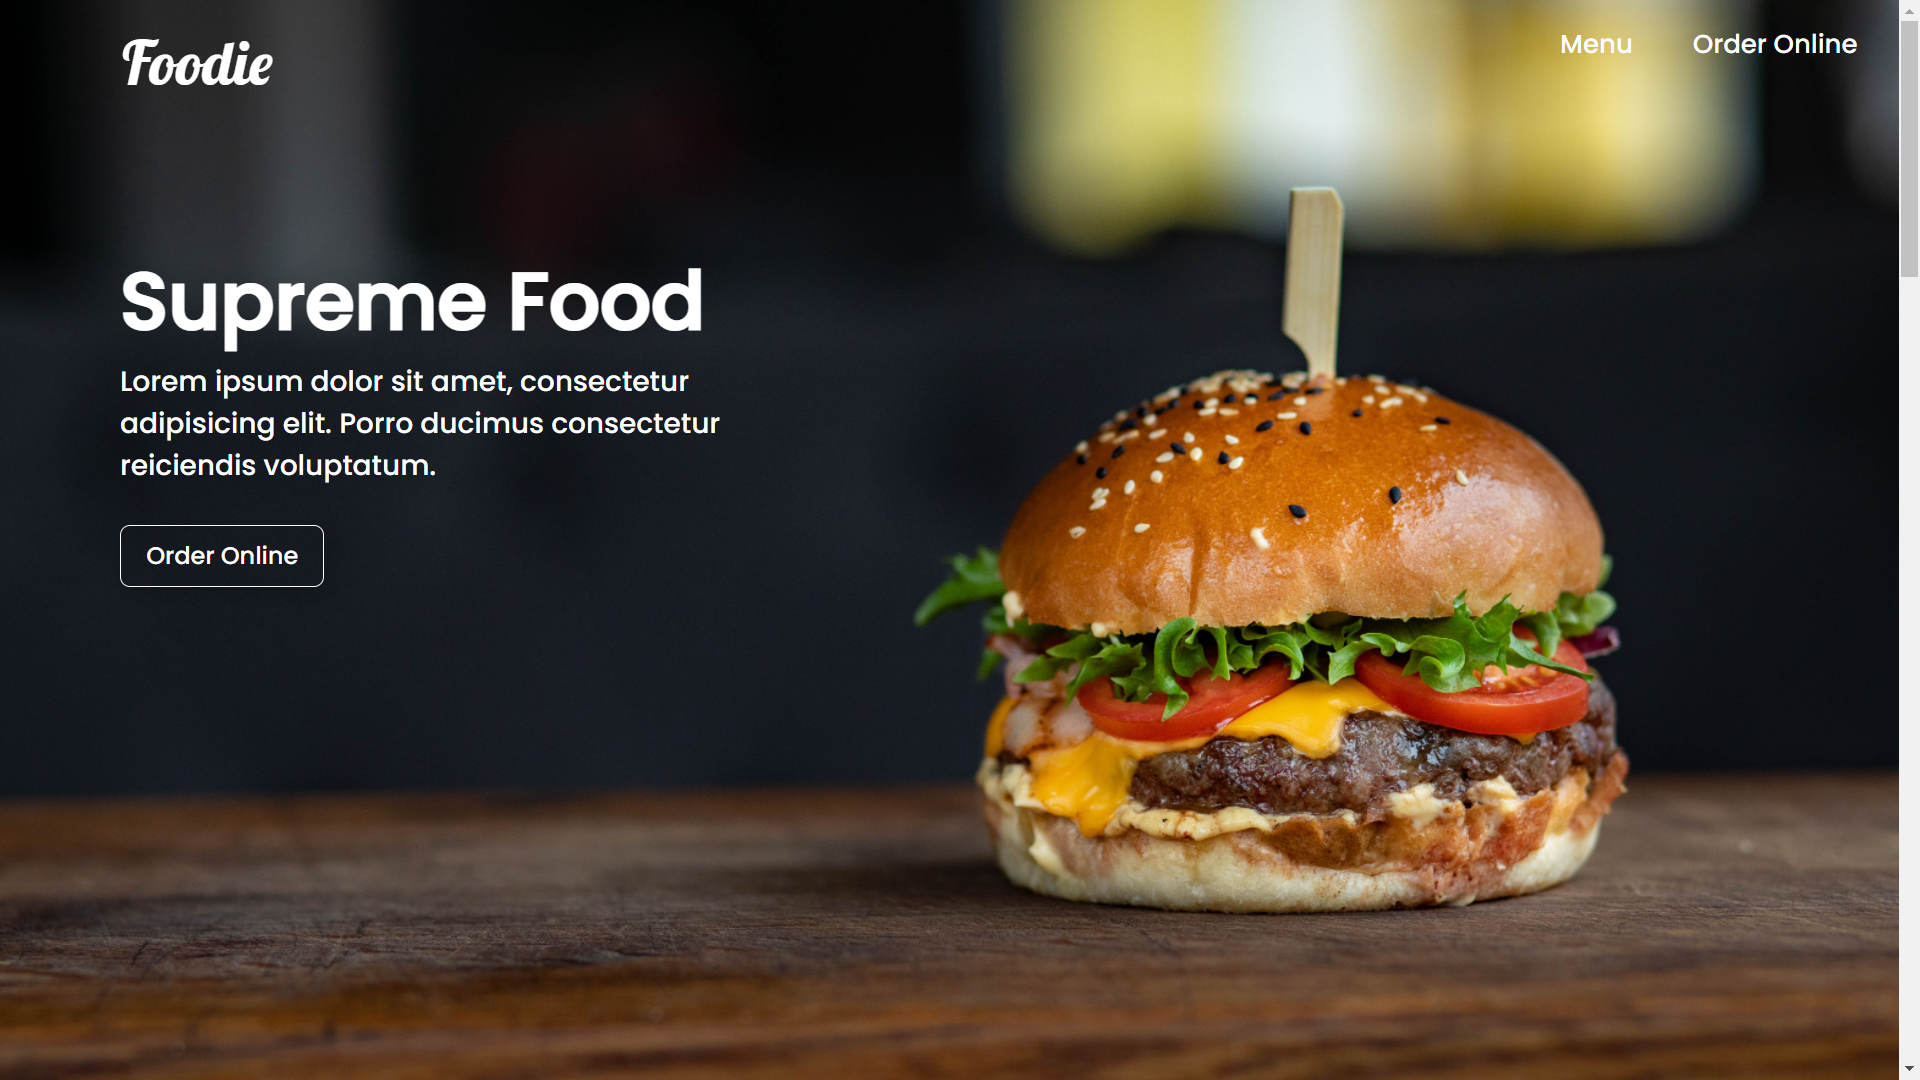 Foodie
Menu
Order Online
Supreme Food
Lorem ipsum dolor sit amet, consectetur
adipisicing elit. Porro ducimus consectetur
reiciendis voluptatum.
Order Online